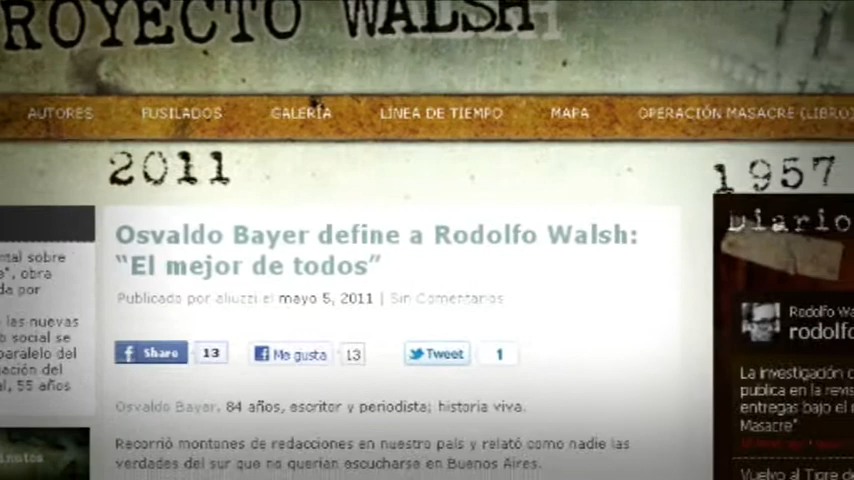 ROYECTO WALSH
AUTORES FUSILADOS GALERÍA LÍNEA DE TIEMPO MAPA OPERACIÓN MASACRE (LIBRO)
2011
1957
ntal sobre
obra
da por
las nuevas
social se
paralelo del
ación del
al, 55 años
inutos
Osvaldo Bayer define a Rodolfo Walsh:
“El mejor de todos”
Publicado por aliuzzi el mayo 5, 2011 | Sin Comentarios
Share 13 Me gusta 13 Tweet 1
Osvaldo Bayer, 84 años, escritor y periodista; historia viva.
Recorrió montones de redacciones en nuestro país y relató como nadie las
verdades del sur que no querían escucharse en Buenos Aires.
Diario
Rodolfo Wa
rodolfo
La investigación c
publica en la revis
entregas bajo el n
Masacre"
Vuelvo al Tigre de